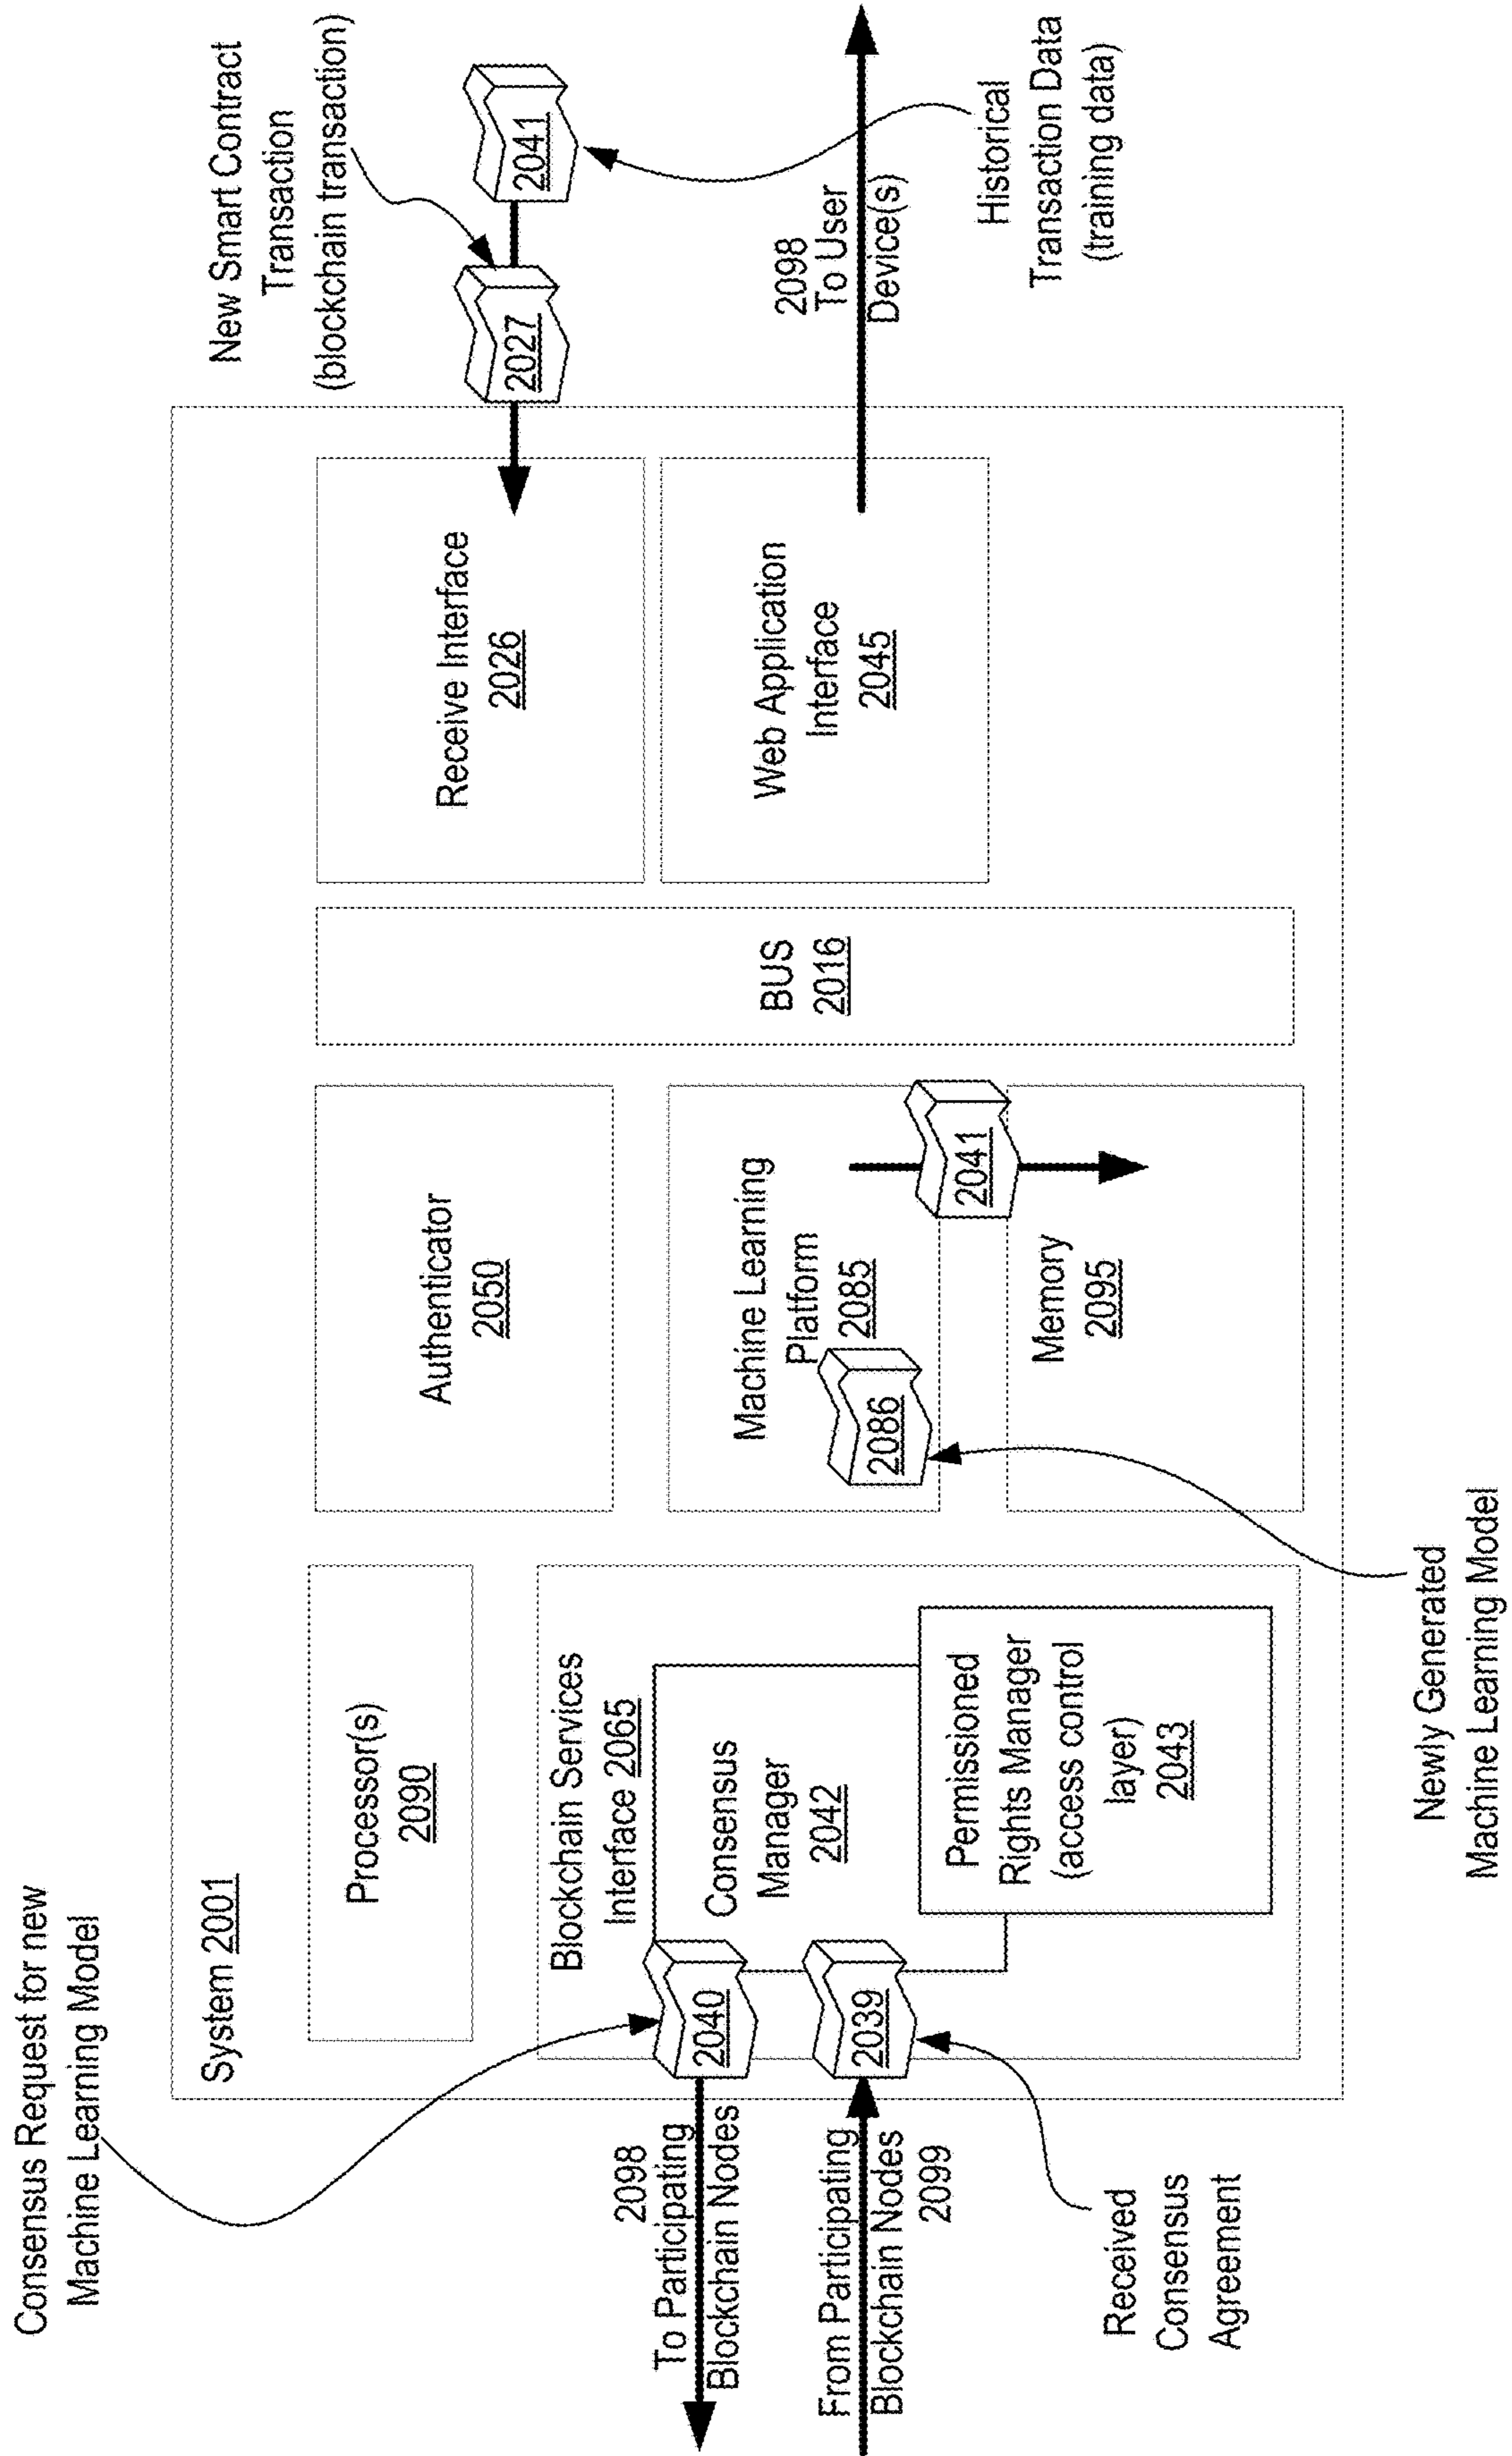 Consensus Request for new
Machine Learning Model
System 2001
Processor(s)
2090
Authenticator
2050
BUS
2016
Receive Interface
2026
New Smart Contract
Transaction
(blockchain transaction)
2027
2041
Blockchain Services
Interface 2065
Consensus
Manager
2042
Permissioned
Rights Manager
(access control
layer)
2043
2040
2039
2098
To Participating
Blockchain Nodes
From Participating
Blockchain Nodes
2099
Received
Consensus
Agreement
Machine Learning
Platform
2085
2086
2041
Memory
2095
Newly Generated
Machine Learning Model
Web Application
Interface
2045
2098
To User
Device(s)
Historical
Transaction Data
(training data)